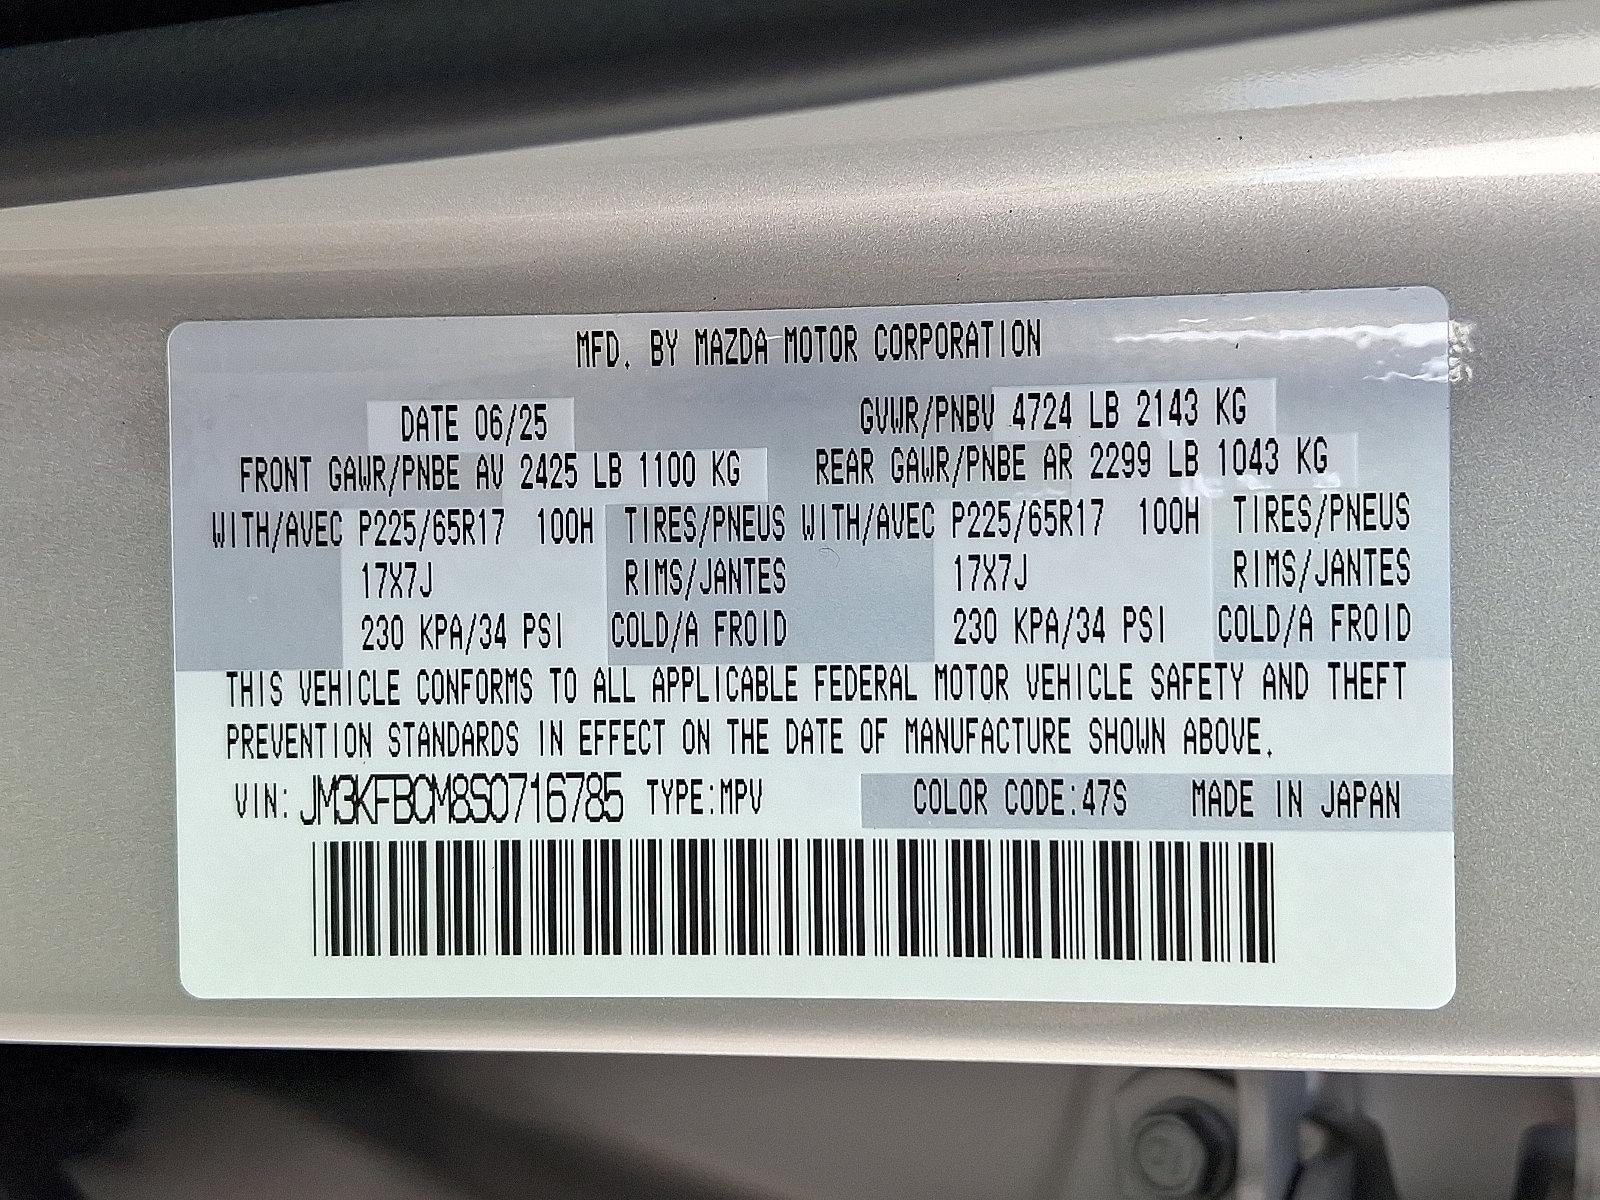 MFD. BY MAZDA MOTOR CORPORATION
DATE 06/25 GVWR/PNBV 4724 LB 2143 KG
FRONT GAWR/PNBE AV 2425 LB 1100 KG REAR GAWR/PNBE AR 2299 LB 1043 KG
WITH/AVEC P225/65R17 100H TIRES/PNEUS WITH/AVEC P225/65R17 100H TIRES/PNEUS
17X7J RIMS/JANTES 17X7J RIMS/JANTES
230 KPA/34 PSI COLD/A FROID 230 KPA/34 PSI COLD/A FROID
THIS VEHICLE CONFORMS TO ALL APPLICABLE FEDERAL MOTOR VEHICLE SAFETY AND THEFT
PREVENTION STANDARDS IN EFFECT ON THE DATE OF MANUFACTURE SHOWN ABOVE.
VIN: JM3KFBCM8S0716785 TYPE:MPV COLOR CODE:47S MADE IN JAPAN